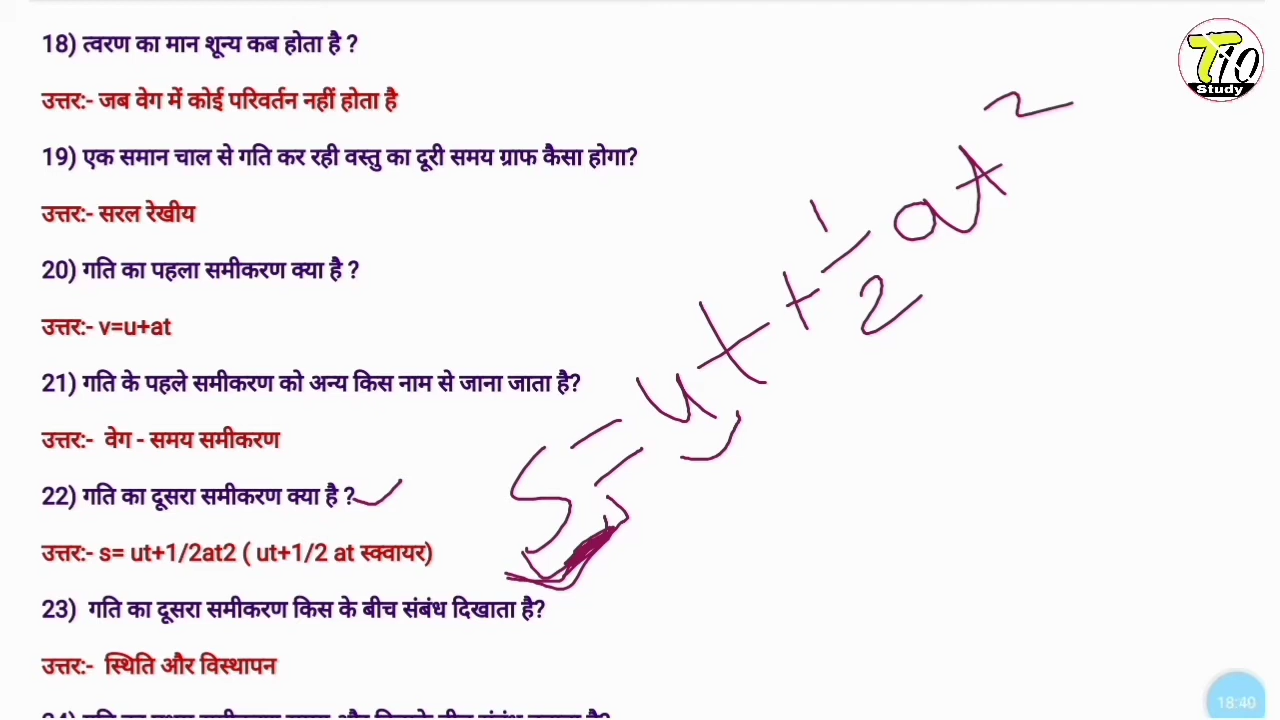 18) त्वरण का मान शून्य कब होता है ?
उत्तर:- जब वेग में कोई परिवर्तन नहीं होता है
19) एक समान चाल से गति कर रही वस्तु का दूरी समय ग्राफ कैसा होगा?
उत्तर:- सरल रेखीय
20) गति का पहला समीकरण क्या है ?
उत्तर:- v=u+at
21) गति के पहले समीकरण को अन्य किस नाम से जाना जाता है?
उत्तर:- वेग - समय समीकरण
22) गति का दूसरा समीकरण क्या है ?
उत्तर:- s= ut+1/2at2 ( ut+1/2 at स्क्वायर)
23) गति का दूसरा समीकरण किस के बीच संबंध दिखाता है?
उत्तर:- स्थिति और विस्थापन
S = ut + 1/2 at2
T10
Study
18:40